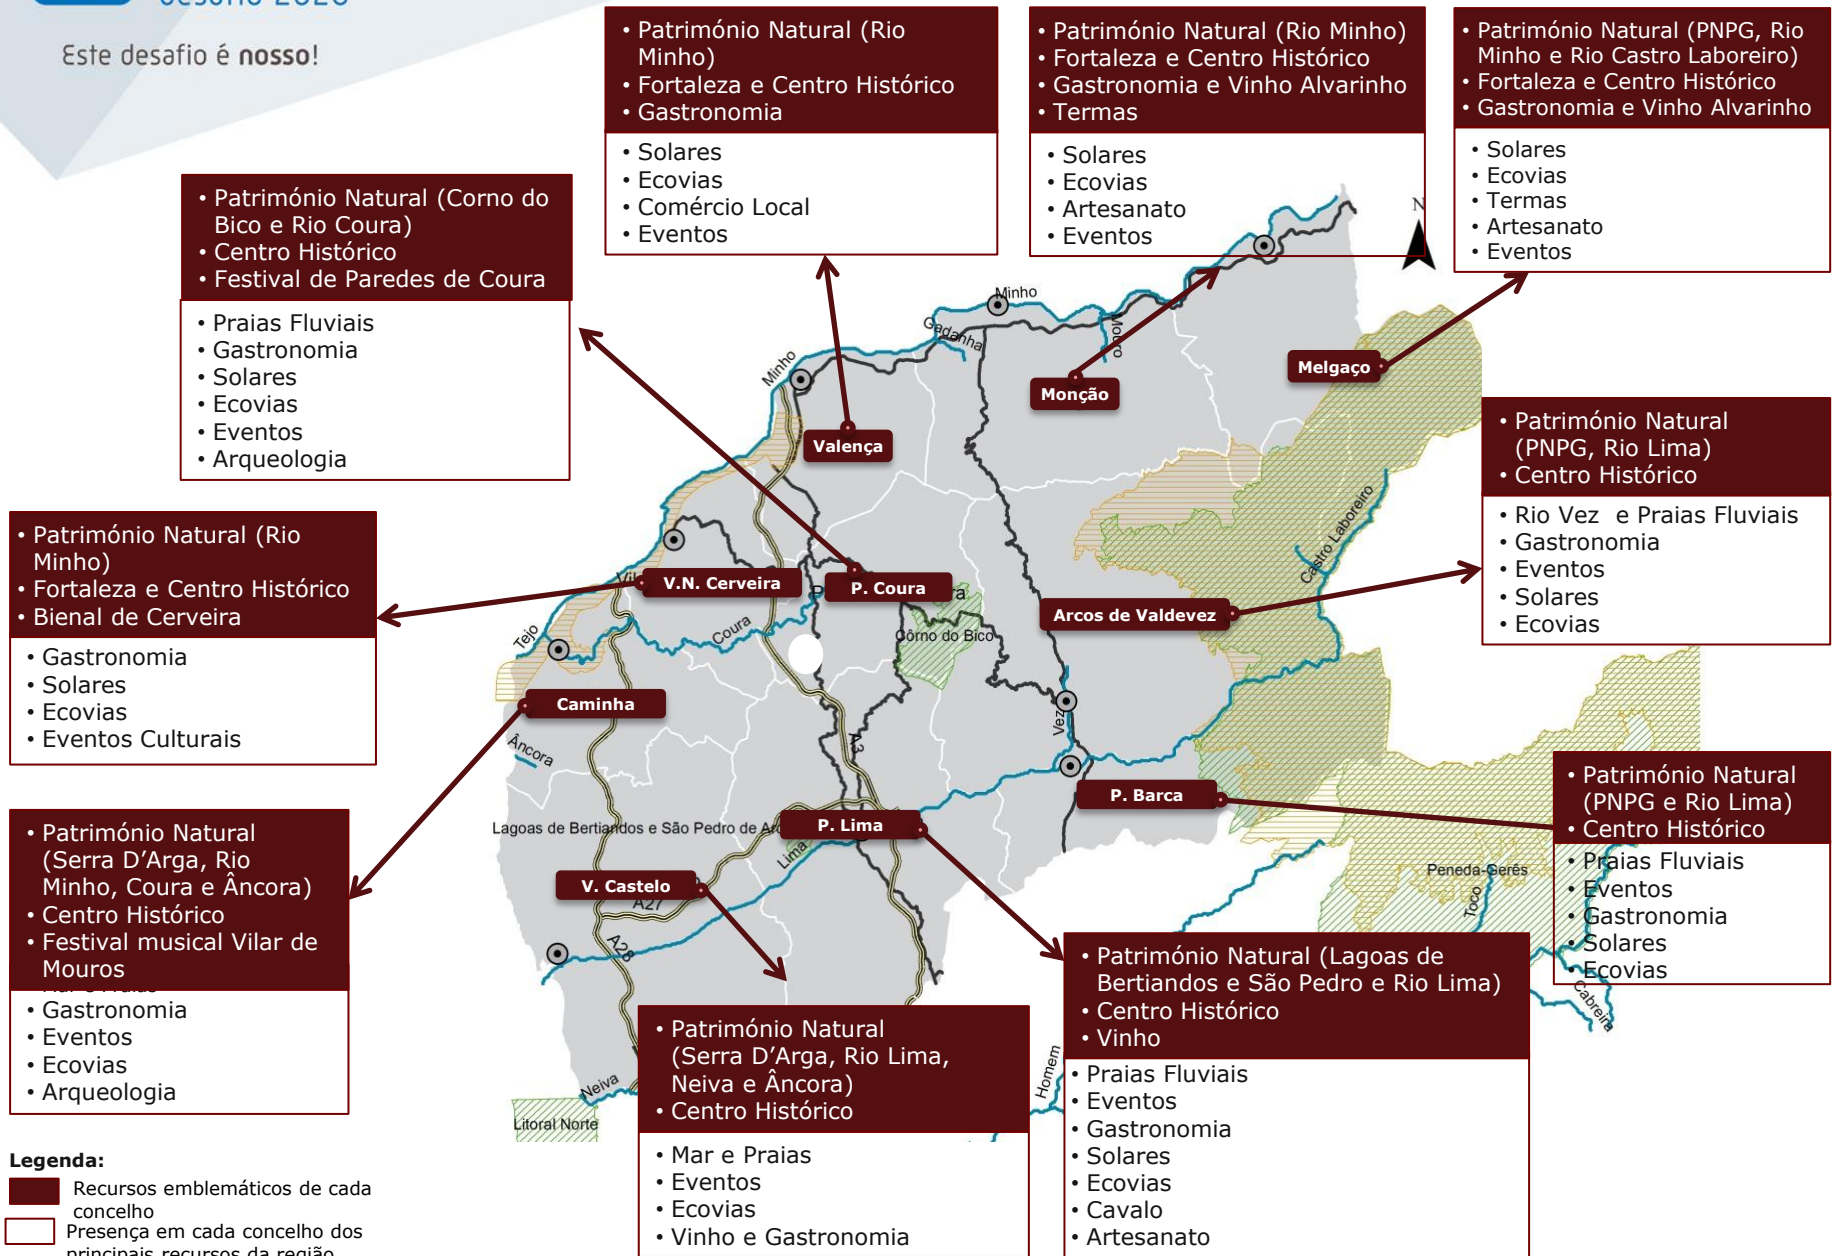 desafio 2020
Este desafio é nosso!
• Património Natural (Rio
Minho)
• Fortaleza e Centro Histórico
• Gastronomia
• Solares
• Ecovias
• Comércio Local
• Eventos
• Património Natural (Rio Minho)
• Fortaleza e Centro Histórico
• Gastronomia e Vinho Alvarinho
• Termas
• Solares
• Ecovias
• Artesanato
• Eventos
• Património Natural (PNPG, Rio
Minho e Rio Castro Laboreiro)
• Fortaleza e Centro Histórico
• Gastronomia e Vinho Alvarinho
• Solares
• Ecovias
• Termas
• Artesanato
• Eventos
• Património Natural (Corno do
Bico e Rio Coura)
• Centro Histórico
• Festival de Paredes de Coura
• Praias Fluviais
• Gastronomia
• Solares
• Ecovias
• Eventos
• Arqueologia
• Património Natural
(PNPG, Rio Lima)
• Centro Histórico
• Rio Vez e Praias Fluviais
• Gastronomia
• Eventos
• Solares
• Ecovias
• Património Natural (Rio
Minho)
• Fortaleza e Centro Histórico
• Bienal de Cerveira
• Gastronomia
• Solares
• Ecovias
• Eventos Culturais
• Património Natural
(PNPG e Rio Lima)
• Centro Histórico
• Praias Fluviais
• Eventos
• Gastronomia
• Solares
• Ecovias
• Património Natural
(Serra D’Arga, Rio
Minho, Coura e Âncora)
• Centro Histórico
• Festival musical Vilar de
Mouros
• Gastronomia
• Eventos
• Ecovias
• Arqueologia
• Património Natural
(Serra D’Arga, Rio Lima,
Neiva e Âncora)
• Centro Histórico
• Mar e Praias
• Eventos
• Ecovias
• Vinho e Gastronomia
• Património Natural (Lagoas de
Bertiandos e São Pedro e Rio Lima)
• Centro Histórico
• Vinho
• Praias Fluviais
• Eventos
• Gastronomia
• Solares
• Ecovias
• Cavalo
• Artesanato
N
Minho
Gadanha
Mouro
Minho
Melgaço
Monção
Valença
Castro Laboreiro
V.N. Cerveira
P. Coura
Arcos de Valdevez
Côrno do Bico
Coura
Tejo
Caminha
Âncora
A3
Vez
P. Barca
P. Lima
Lagoas de Bertiandos e São Pedro de
Lima
V. Castelo
A27
A28
Peneda-Gerês
Toco
Cabreira
Homem
Neiva
Litoral Norte
Legenda:
Recursos emblemáticos de cada
concelho
Presença em cada concelho dos
principais recursos da região